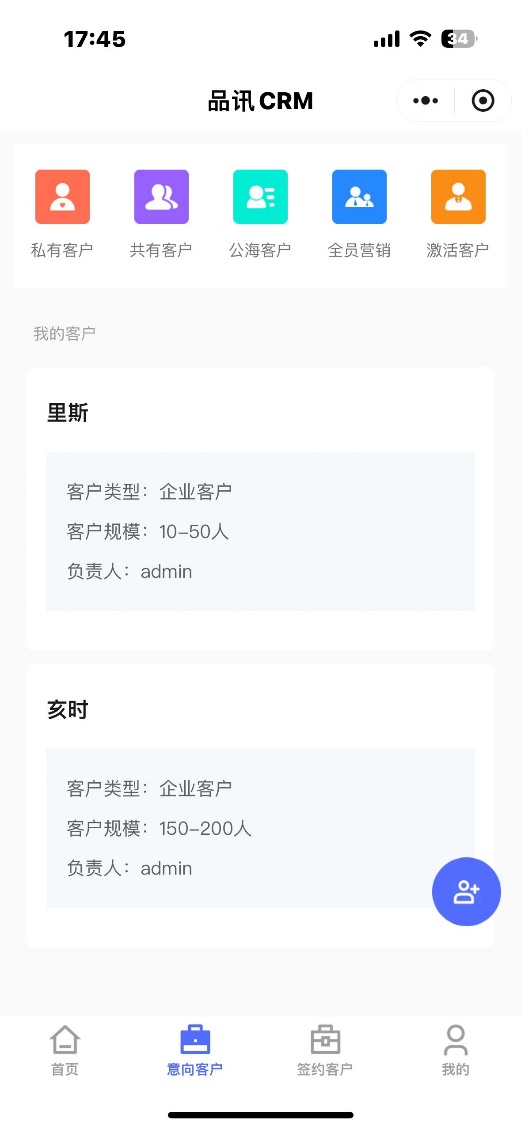 17:45
34
品讯CRM
私有客户 共有客户 公海客户 全员营销 激活客户
我的客户
里斯
客户类型：企业客户
客户规模：10-50人
负责人：admin
亥时
客户类型：企业客户
客户规模：150-200人
负责人：admin
首页 意向客户 签约客户 我的